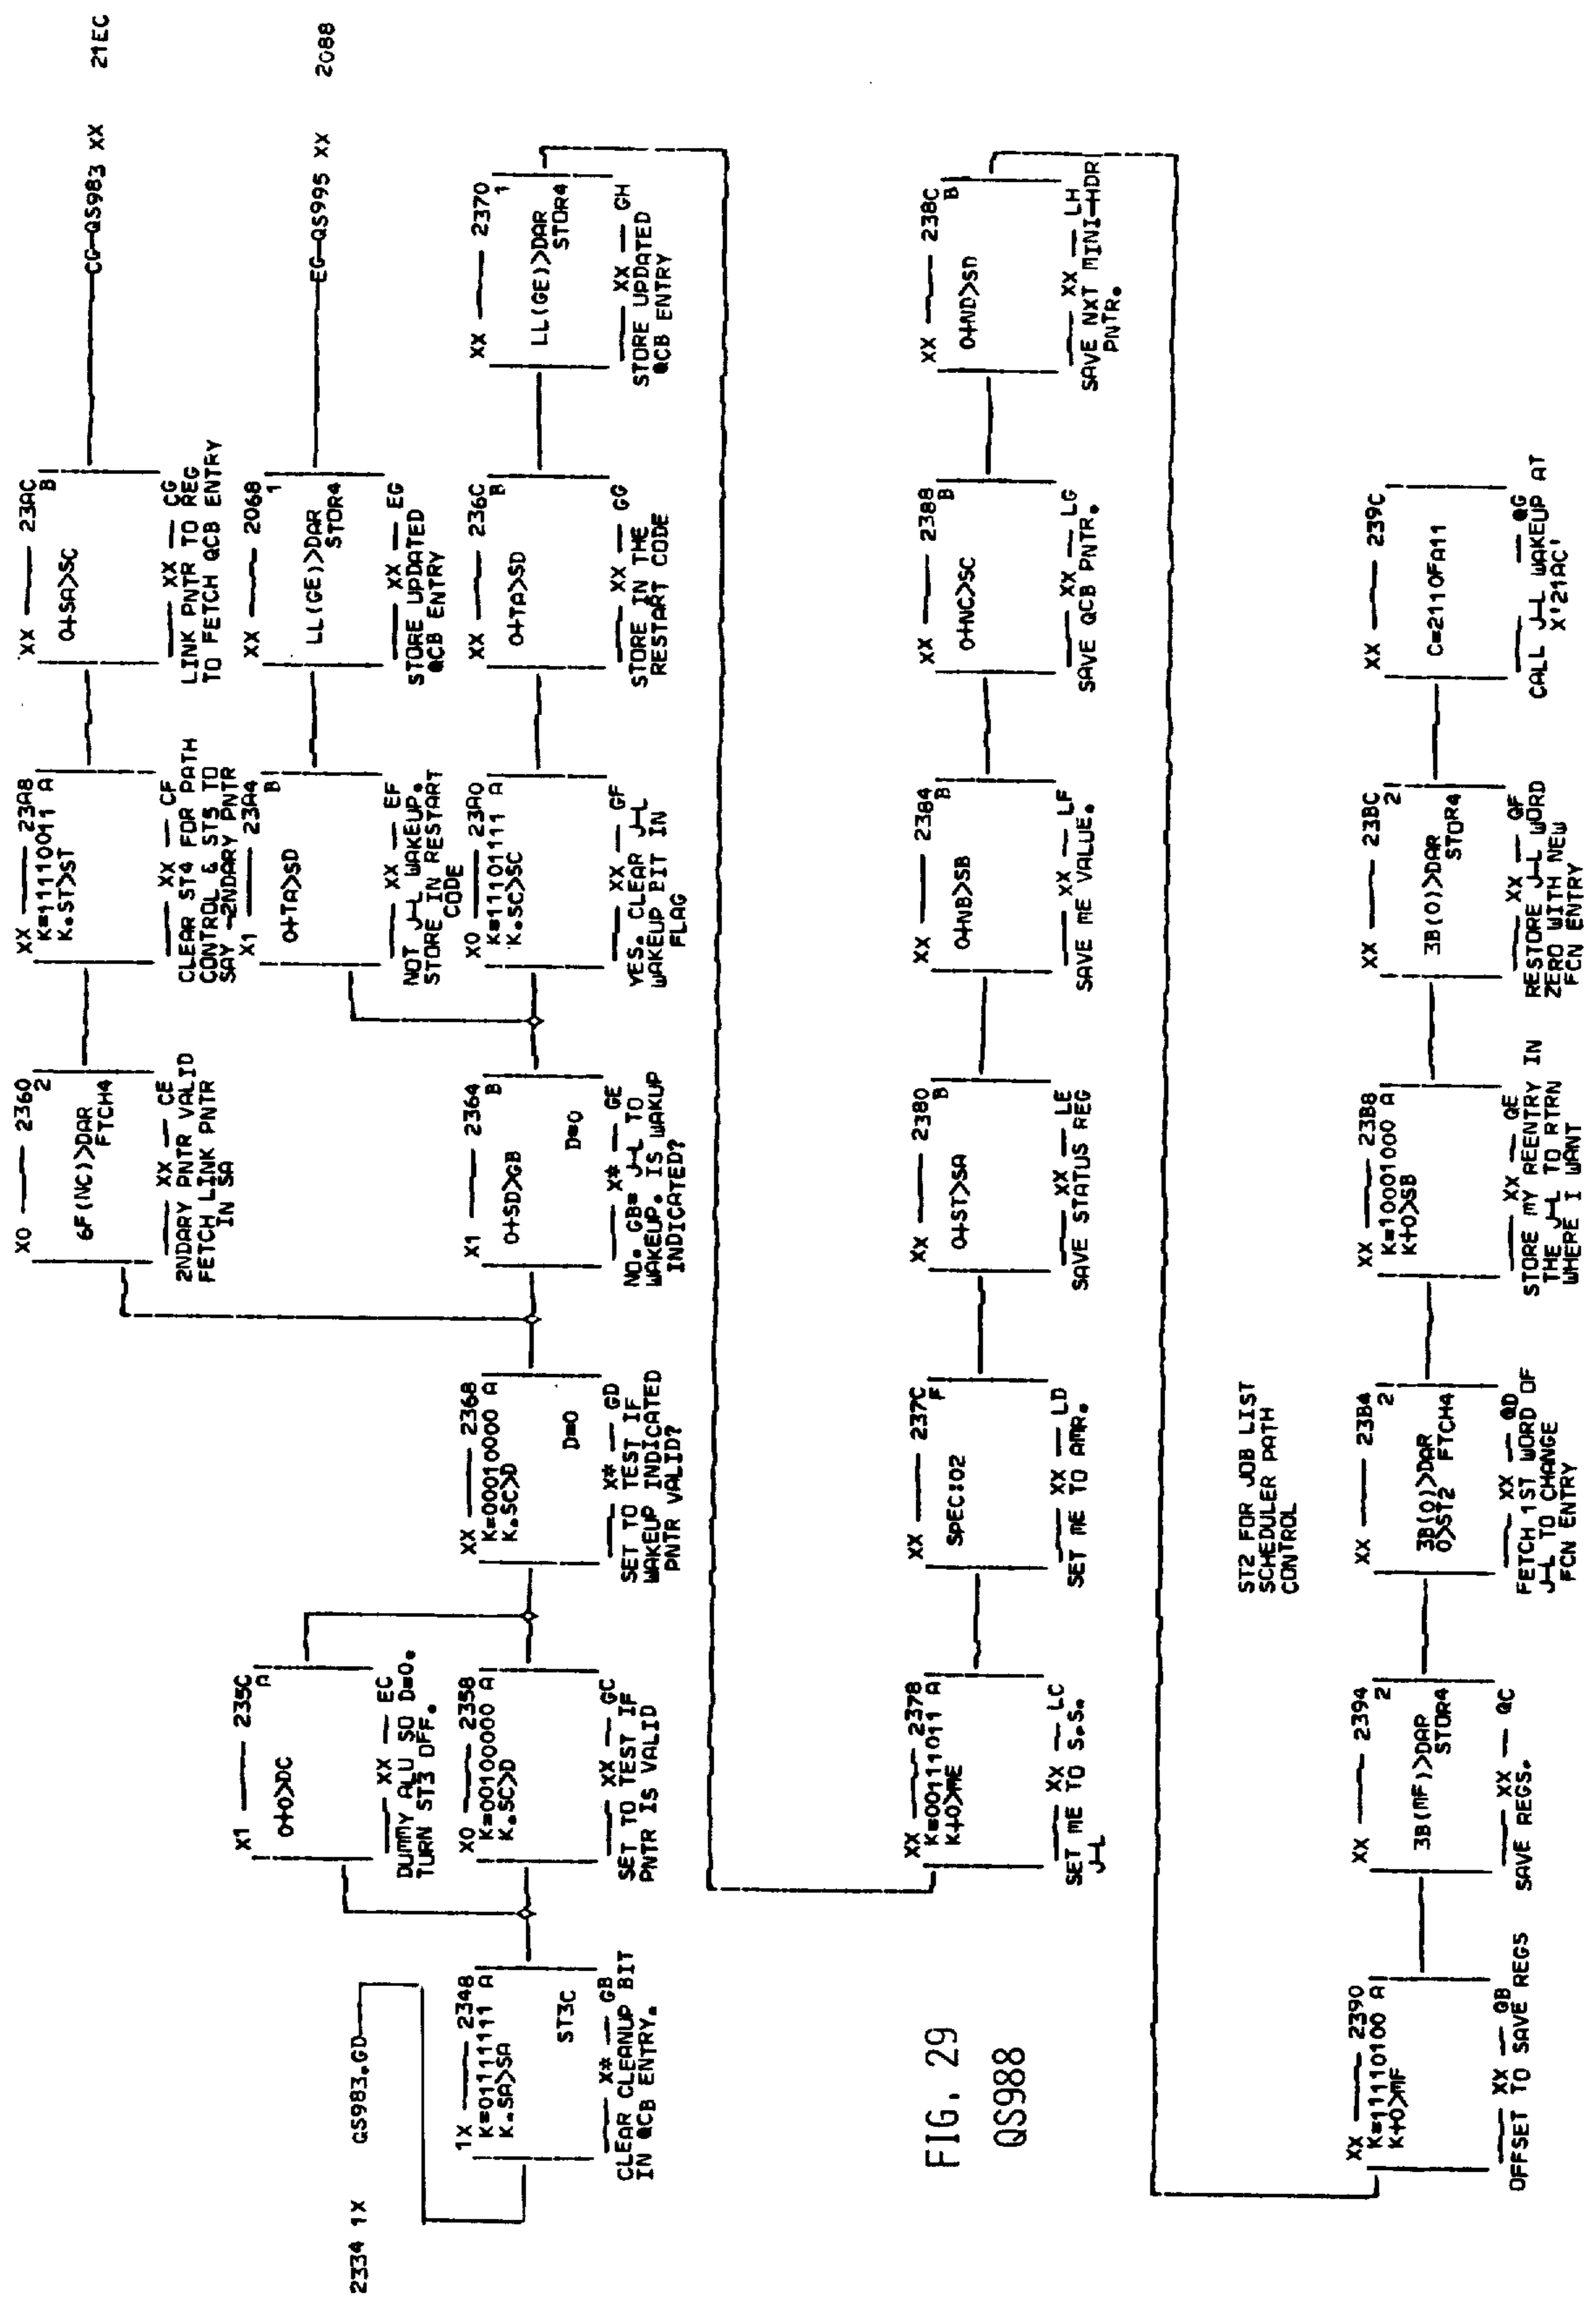 XX —— 23AC
B
0+SA>SC
—— XX — CG
LINK PNTR TO REG
TO FETCH QCB ENTRY
CG—QS983 XX 21EC
XX —— 23A8
K=11110011 A
K.ST>ST
—— XX — CF
CLEAR ST4 FOR PATH
CONTROL & ST5 TO
SAY 2NDARY PNTR
X0 —— 2360
2
6F(NC)>DAR
FTCH4
—— XX — CE
2NDARY PNTR VALID
FETCH LINK PNTR
IN SA
XX —— 2068
1
LL(GE)>DAR
STOR4
—— XX — EG
STORE UPDATED
QCB ENTRY
EG—QS995 XX 2088
X1 —— 23A4
B
0+TA>SD
—— XX — EF
NOT J-L WAKEUP.
STORE IN RESTART
CODE
X1 —— 235C
A
0+0>DC
—— XX — EC
DUMMY ALU SO D=0.
TURN ST3 OFF.
2334 1X QS983.GD
1X —— 2348
K=01111111 A
K.SA>SA
ST3C
—— X* — GB
CLEAR CLEANUP BIT
IN QCB ENTRY.
X0 —— 2358
K=00100000 A
K.SC>D
—— XX — GC
SET TO TEST IF
PNTR IS VALID
XX —— 2368
K=00010000 A
K.SC>D
D=0
—— X* — GD
SET TO TEST IF
WAKEUP INDICATED
PNTR VALID?
X1 —— 2364
B
0+SD>GB
D=0
—— X* — GE
NO. GB= J-L TO
WAKEUP. IS WAKUP
INDICATED?
X0 —— 23A0
K=11101111 A
K.SC>SC
—— XX — GF
YES. CLEAR J-L
WAKEUP BIT IN
FLAG
XX —— 236C
B
0+TA>SD
—— XX — GG
STORE IN THE
RESTART CODE
XX —— 2370
1
LL(GE)>DAR
STOR4
—— XX — GH
STORE UPDATED
QCB ENTRY
XX —— 2378
K=00111011 A
K+0>ME
—— XX — LC
SET ME TO S.S.
J-L
XX —— 237C
F
SPEC:02
—— XX — LD
SET ME TO AMR.
XX —— 2380
B
0+ST>SA
—— XX — LE
SAVE STATUS REG
XX —— 2384
B
0+NB>SB
—— XX — LF
SAVE ME VALUE.
XX —— 2388
B
0+NC>SC
—— XX — LG
SAVE QCB PNTR.
XX —— 238C
B
0+ND>SD
—— XX — LH
SAVE NXT MINI-HDR
PNTR.
FIG. 29
QS988
ST2 FOR JOB LIST
SCHEDULER PATH
CONTROL
XX —— 2390
K=11110100 A
K+0>MF
—— XX — QB
OFFSET TO SAVE REGS
XX —— 2394
2
3B(MF)>DAR
STOR4
—— XX — QC
SAVE REGS.
XX —— 23B4
2
3B(0)>DAR
0>ST2 FTCH4
—— XX — QD
FETCH 1ST WORD OF
J-L TO CHANGE
FCN ENTRY
XX —— 23B8
K=10001000 A
K+0>SB
—— XX — QE
STORE MY REENTRY IN
THE J-L TO RTRN
WHERE I WANT
XX —— 23BC
2
3B(0)>DAR
STOR4
—— XX — QF
RESTORE J-L WORD
ZERO WITH NEW
FCN ENTRY
XX —— 239C
C=2110FA11
—— QG
CALL J-L WAKEUP AT
X'21AC'